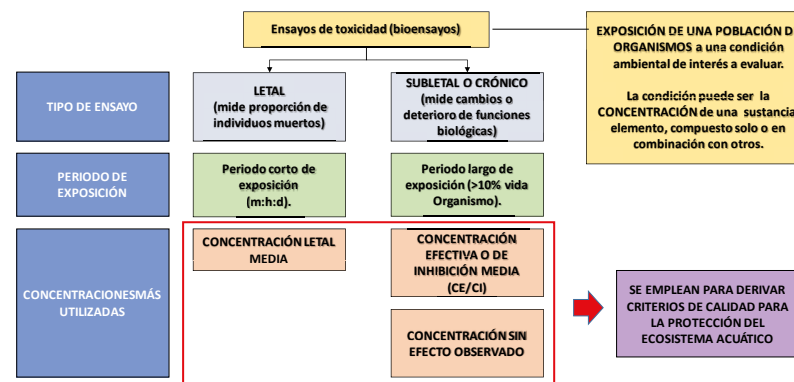 Ensayos de toxicidad (bioensayos)
EXPOSICIÓN DE UNA POBLACIÓN D
ORGANISMOS a una condición
ambiental de interés a evaluar.
La condición puede ser la
CONCENTRACIÓN de una sustancia
elemento, compuesto solo o en
combinación con otros.
TIPO DE ENSAYO
LETAL
(mide proporción de
individuos muertos)
SUBLETAL O CRÓNICO
(mide cambios o
deterioro de funciones
biológicas)
PERIODO DE
EXPOSICIÓN
Periodo corto de
exposición
(m:h:d).
Periodo largo de
exposición (>10% vida
Organismo).
CONCENTRACIONESMÁS
UTILIZADAS
CONCENTRACIÓN LETAL
MEDIA
CONCENTRACIÓN
EFECTIVA O DE
INHIBICIÓN MEDIA
(CE/CI)
CONCENTRACIÓN SIN
EFECTO OBSERVADO
SE EMPLEAN PARA DERIVAR
CRITERIOS DE CALIDAD PARA
LA PROTECCIÓN DEL
ECOSISTEMA ACUÁTICO